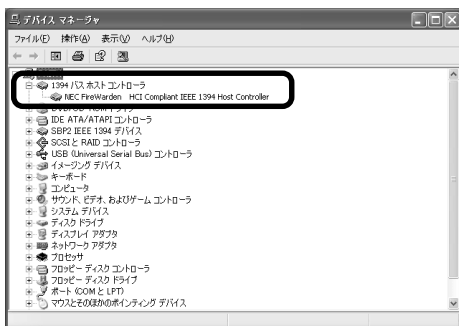 デバイス マネージャ
ファイル(F) 操作(A) 表示(V) ヘルプ(H)
1394 バス ホスト コントローラ
NEC FireWarden HCI Compliant IEEE 1394 Host Controller
IDE ATA/ATAPI コントローラ
SBP2 IEEE 1394 デバイス
SCSI と RAID コントローラ
USB (Universal Serial Bus) コントローラ
イメージング デバイス
キーボード
コンピュータ
サウンド、ビデオ、およびゲーム コントローラ
システム デバイス
ディスク ドライブ
ディスプレイ アダプタ
ネットワーク アダプタ
プロセッサ
フロッピー ディスク コントローラ
フロッピー ディスク ドライブ
ポート (COM と LPT)
マウスとそのほかのポインティング デバイス